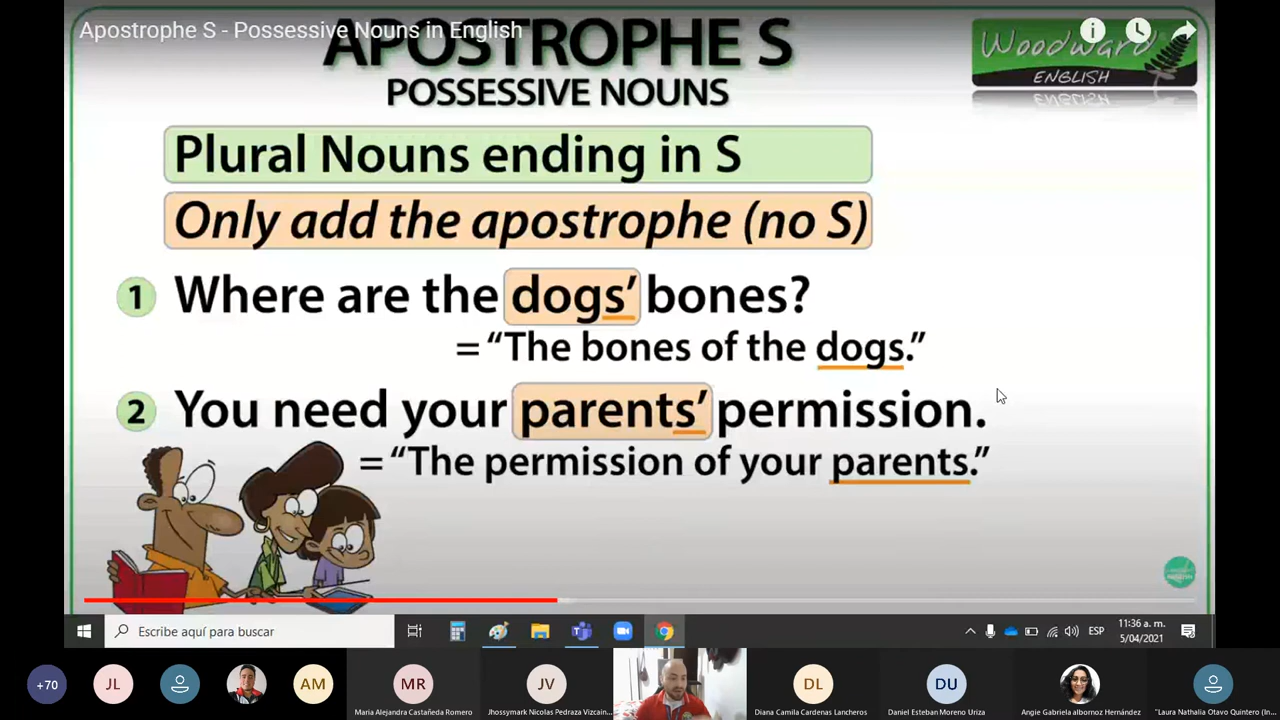 Apostrophe S - Possessive Nouns in English
APOSTROPHE S
POSSESSIVE NOUNS
Woodward
ENGLISH
Plural Nouns ending in S
Only add the apostrophe (no S)
1 Where are the dogs' bones?
= “The bones of the dogs.”
2 You need your parents' permission.
= “The permission of your parents.”
Escribe aquí para buscar
ESP
11:36 a. m.
5/04/2021
+70
JL
AM
MR
JV
DL
DU
Maria Alejandra Castañeda Romero
Jhossymark Nicolas Pedraza Vizcain...
Diana Camila Cardenas Lancheros
Daniel Esteban Moreno Uriza
Angie Gabriela albornoz Hernández
"Laura Nathalia Otavo Quintero (In...